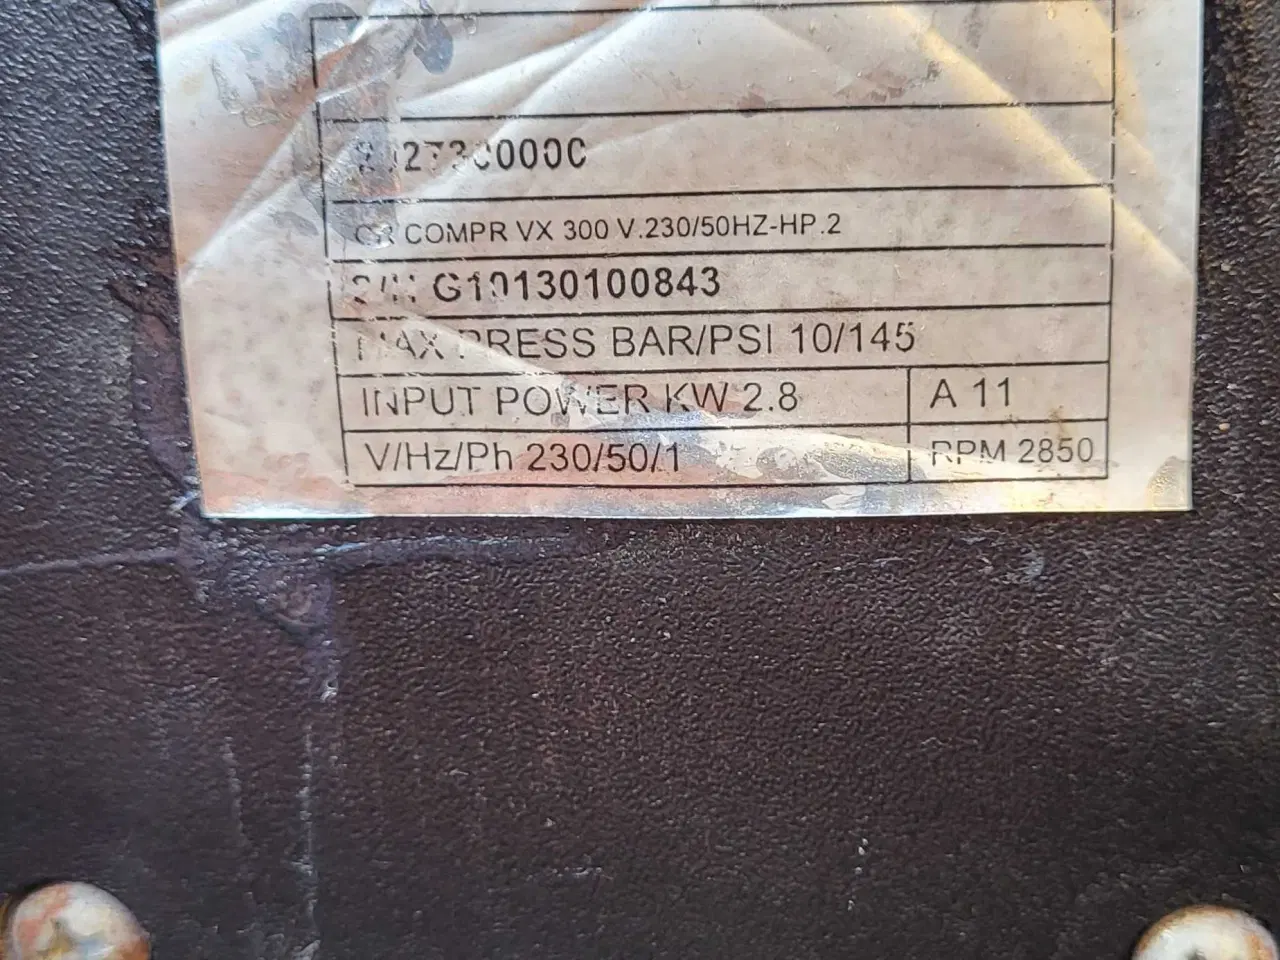 COMPR VX 300 V.230/50HZ-HP.2
S/N G10130100843
MAX PRESS BAR/PSI 10/145
INPUT POWER KW 2.8 A 11
V/Hz/Ph 230/50/1 RPM 2850